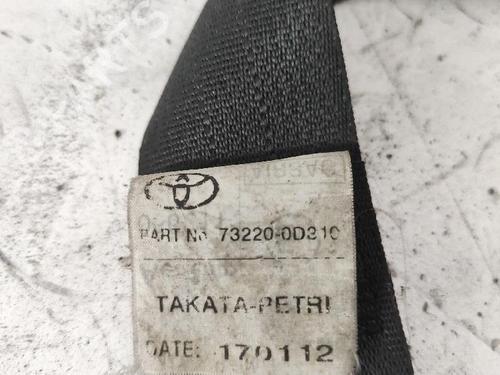 PART No. 73220-0D310
TAKATA-PETRI
DATE: 170112